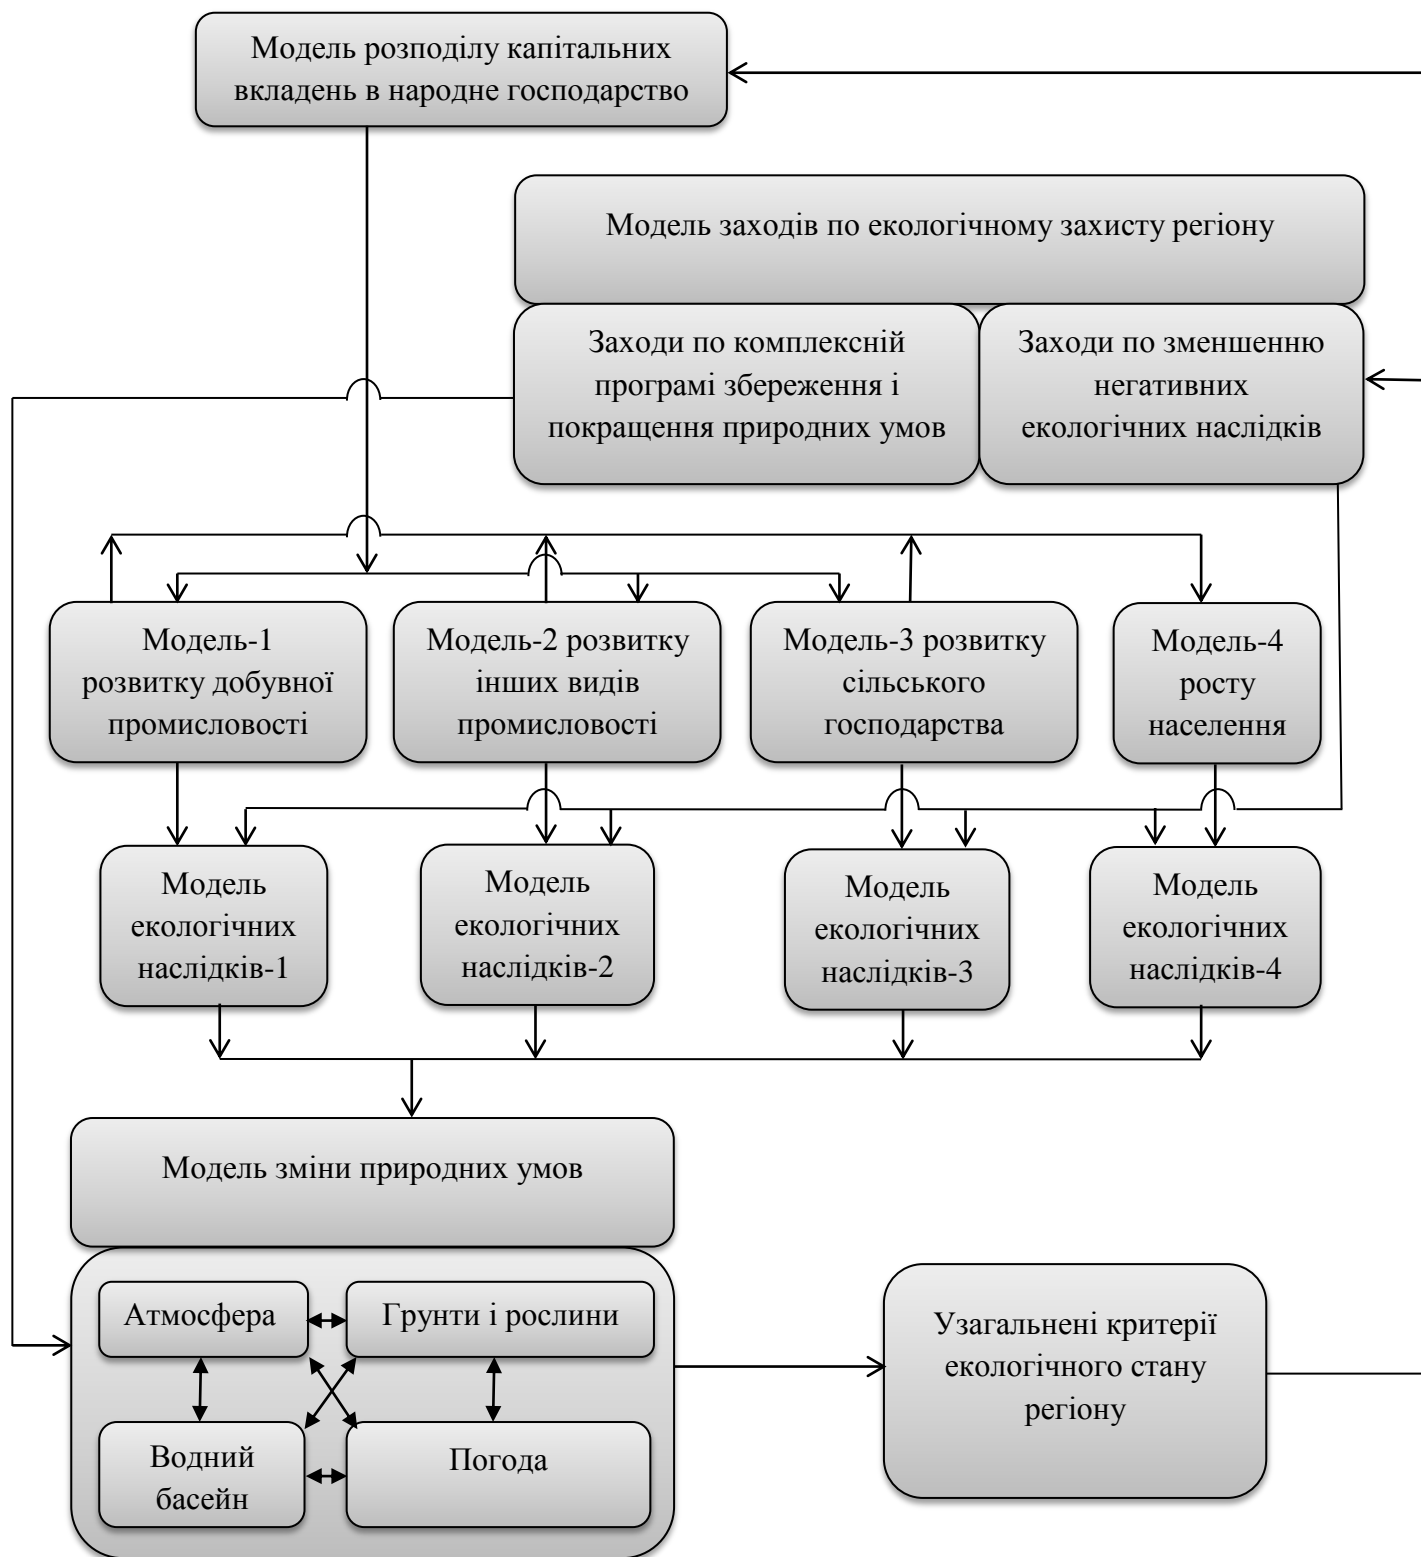 Модель розподілу капітальних
вкладень в народне господарство
Модель заходів по екологічному захисту регіону
Заходи по комплексній
програмі збереження і
покращення природних умов
Заходи по зменшенню
негативних
екологічних наслідків
Модель-1
розвитку добувної
промисловості
Модель-2 розвитку
інших видів
промисловості
Модель-3 розвитку
сільського
господарства
Модель-4
росту
населення
Модель
екологічних
наслідків-1
Модель
екологічних
наслідків-2
Модель
екологічних
наслідків-3
Модель
екологічних
наслідків-4
Модель зміни природних умов
Атмосфера
Грунти і рослини
Водний
басейн
Погода
Узагальнені критерії
екологічного стану
регіону